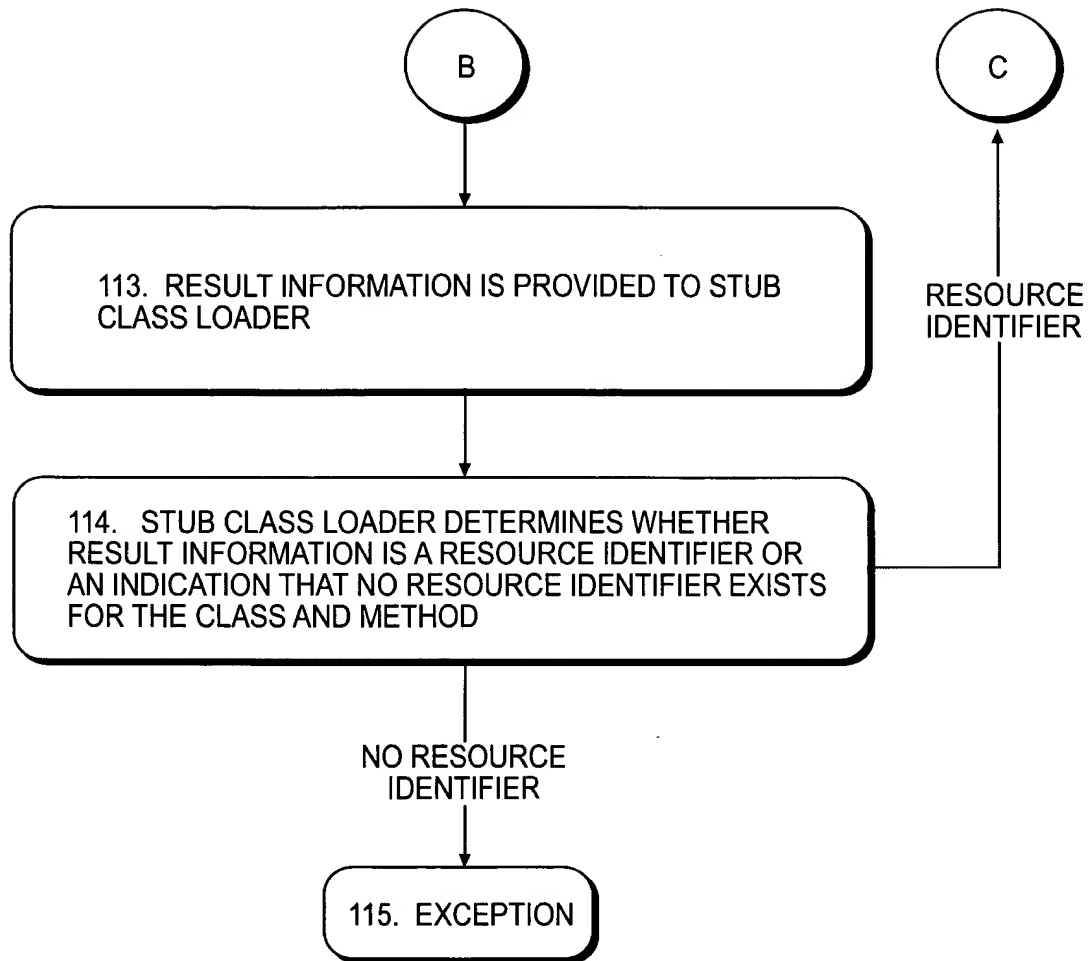 B
C
113. RESULT INFORMATION IS PROVIDED TO STUB
CLASS LOADER
RESOURCE
IDENTIFIER
114. STUB CLASS LOADER DETERMINES WHETHER
RESULT INFORMATION IS A RESOURCE IDENTIFIER OR
AN INDICATION THAT NO RESOURCE IDENTIFIER EXISTS
FOR THE CLASS AND METHOD
NO RESOURCE
IDENTIFIER
115. EXCEPTION